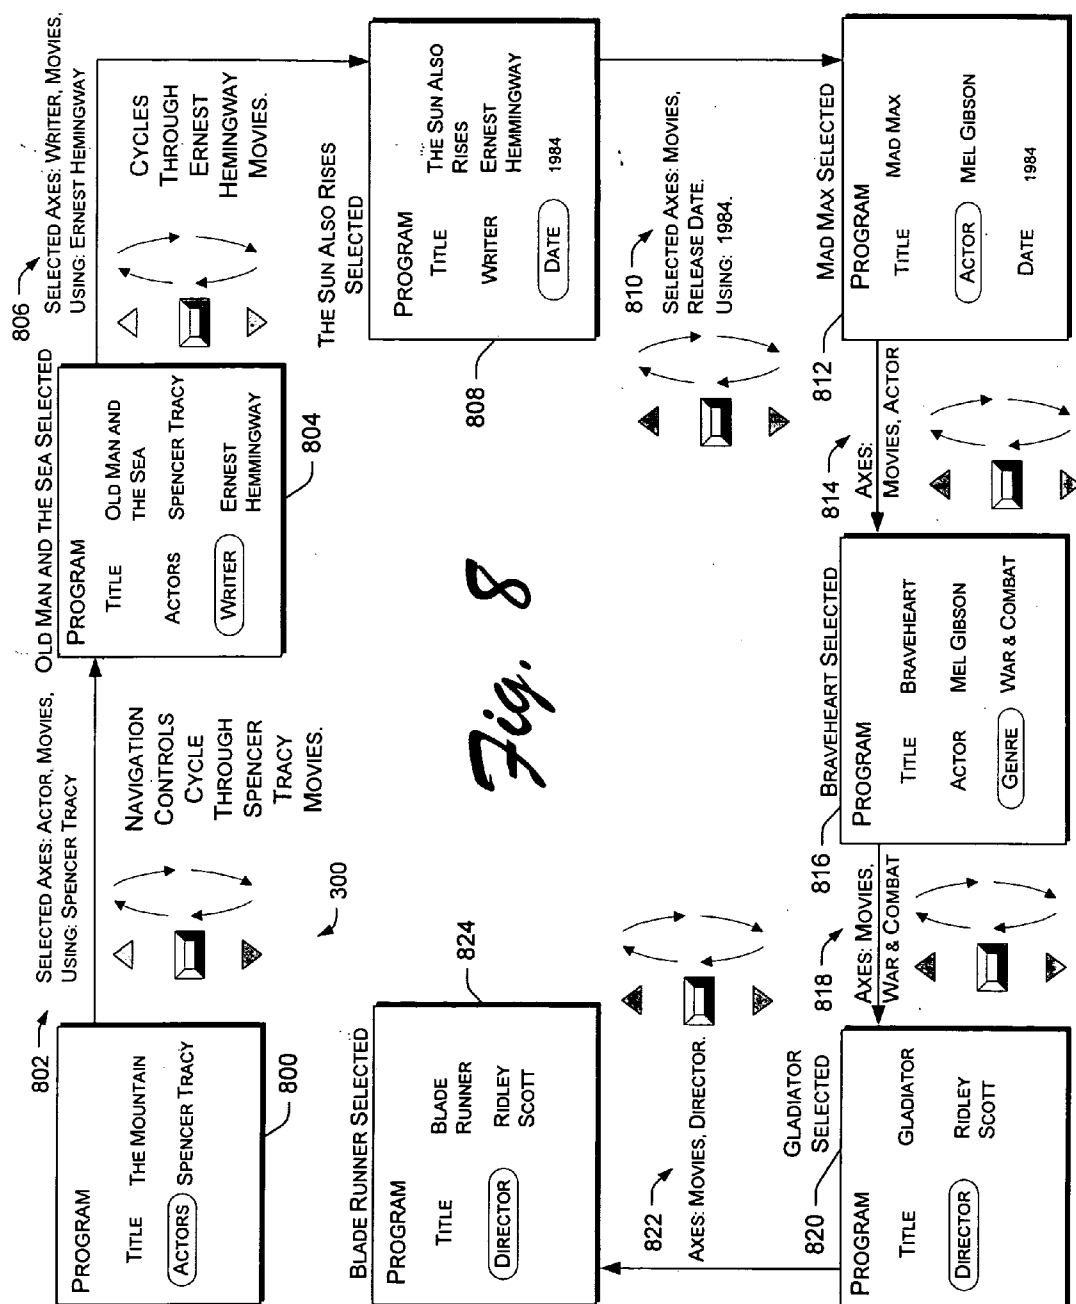 802
SELECTED AXES: ACTOR, MOVIES,
USING: SPENCER TRACY
PROGRAM
TITLE THE MOUNTAIN
ACTORS SPENCER TRACY
800
NAVIGATION
CONTROLS
CYCLE
THROUGH
SPENCER
TRACY
MOVIES.
300
OLD MAN AND THE SEA SELECTED
PROGRAM
TITLE OLD MAN AND
THE SEA
ACTORS SPENCER TRACY
WRITER ERNEST
HEMMINGWAY
804
806
SELECTED AXES: WRITER, MOVIES,
USING: ERNEST HEMINGWAY
CYCLES
THROUGH
ERNEST
HEMINGWAY
MOVIES.
THE SUN ALSO RISES
SELECTED
PROGRAM
TITLE THE SUN ALSO
RISES
WRITER ERNEST
HEMMINGWAY
DATE 1984
808
810
SELECTED AXES: MOVIES,
RELEASE DATE.
USING: 1984.
MAD MAX SELECTED
812
PROGRAM
TITLE MAD MAX
ACTOR MEL GIBSON
DATE 1984
814
AXES:
MOVIES, ACTOR
BRAVEHEART SELECTED
816
PROGRAM
TITLE BRAVEHEART
ACTOR MEL GIBSON
GENRE WAR & COMBAT
818
AXES: MOVIES,
WAR & COMBAT
GLADIATOR
SELECTED
820
PROGRAM
TITLE GLADIATOR
DIRECTOR RIDLEY
SCOTT
822
AXES: MOVIES, DIRECTOR.
BLADE RUNNER SELECTED
824
PROGRAM
TITLE BLADE
RUNNER
DIRECTOR RIDLEY
SCOTT
Fig. 8